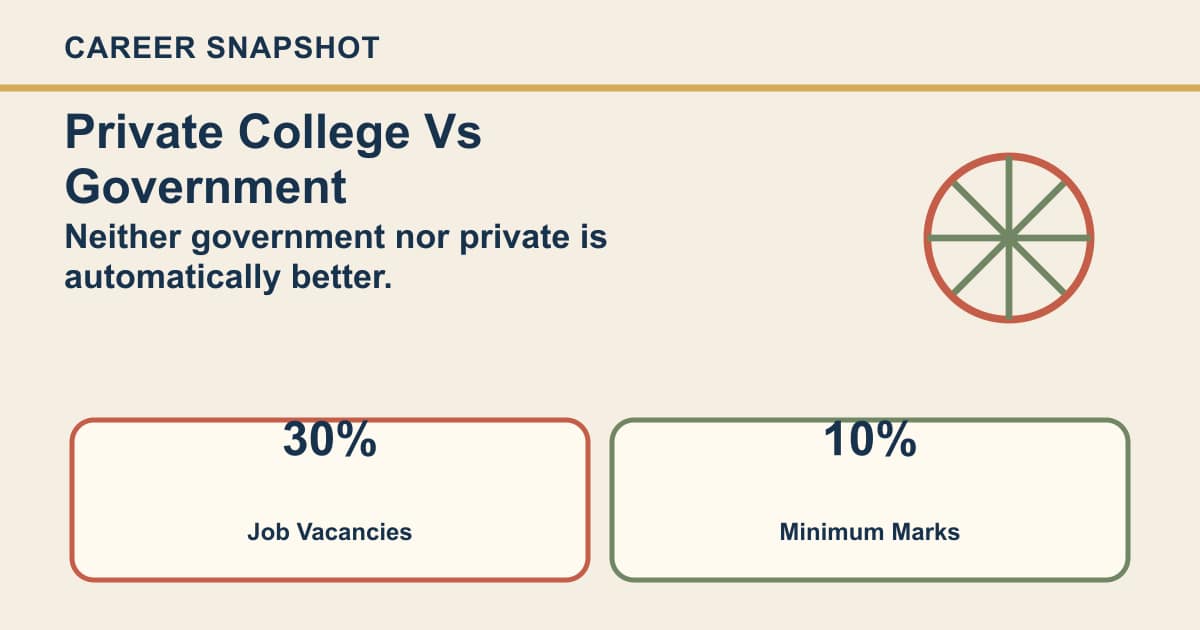 CAREER SNAPSHOT
Private College Vs
Government
Neither government nor private is
automatically better.
30%
Job Vacancies
10%
Minimum Marks